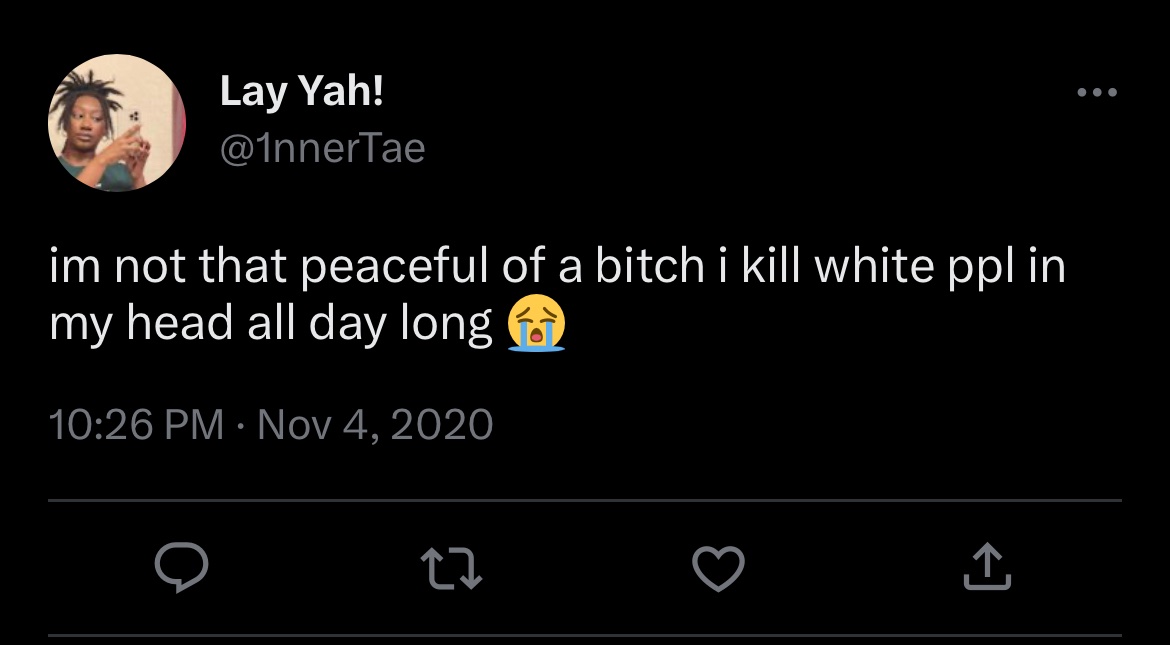 Lay Yah!
@1nnerTae
im not that peaceful of a bitch i kill white ppl in
my head all day long 😭
10:26 PM · Nov 4, 2020